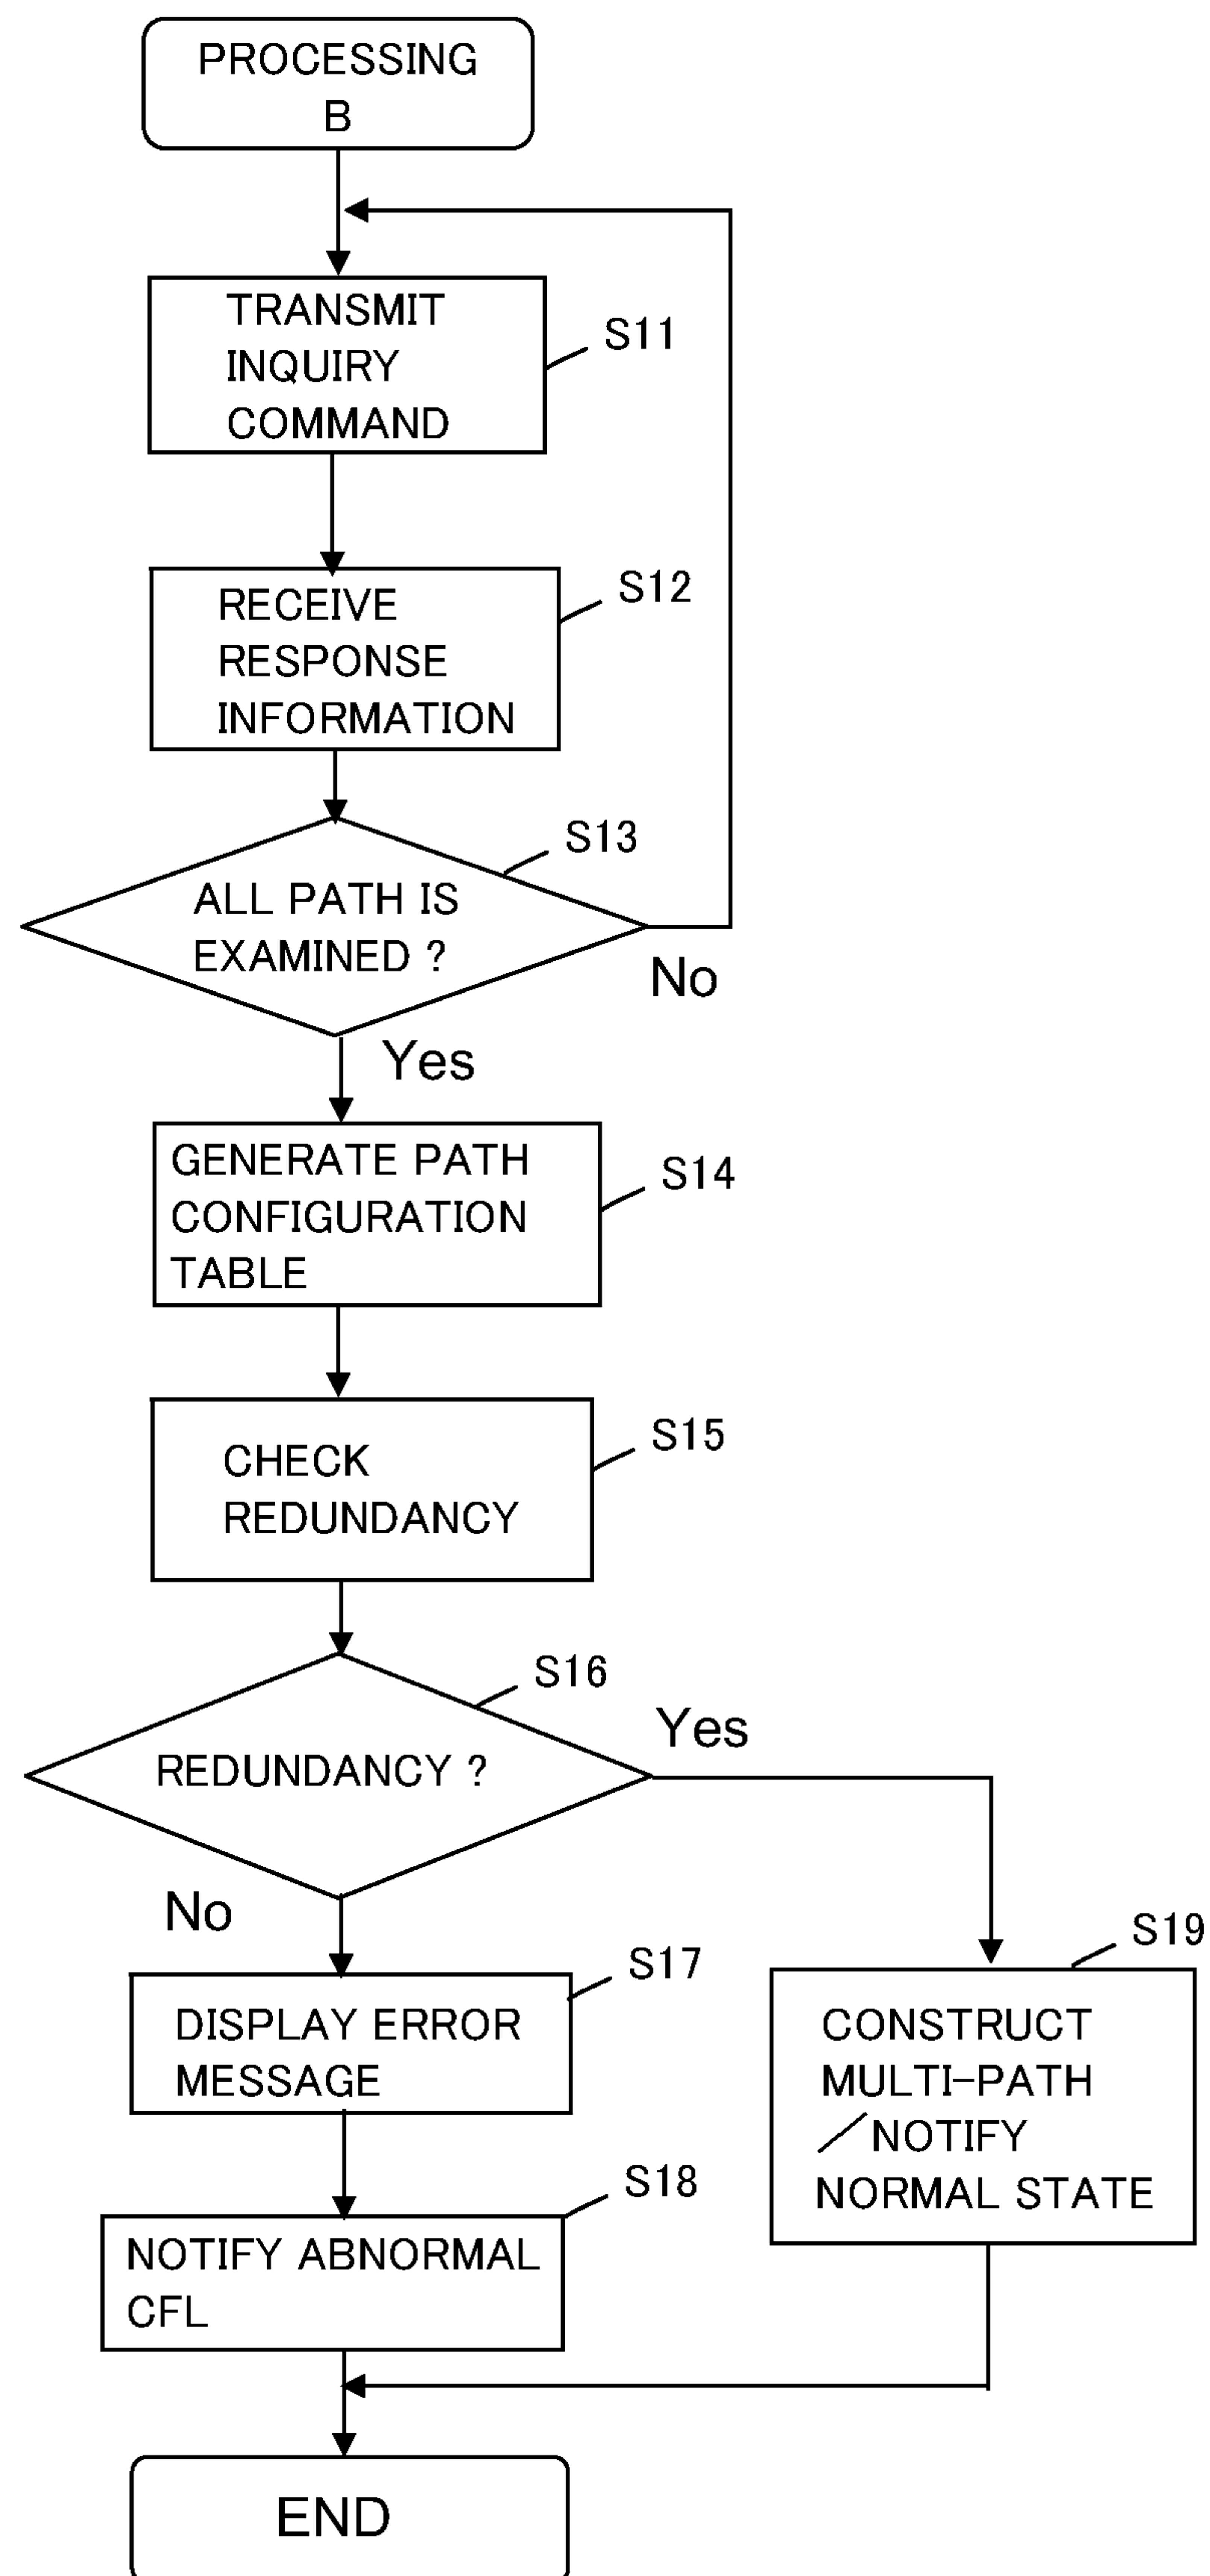 PROCESSING
B
TRANSMIT
INQUIRY
COMMAND
S11
RECEIVE
RESPONSE
INFORMATION
S12
ALL PATH IS
EXAMINED ?
S13
No
Yes
GENERATE PATH
CONFIGURATION
TABLE
S14
CHECK
REDUNDANCY
S15
REDUNDANCY ?
S16
Yes
No
DISPLAY ERROR
MESSAGE
S17
CONSTRUCT
MULTI-PATH
/NOTIFY
NORMAL STATE
S19
NOTIFY ABNORMAL
CFL
S18
END